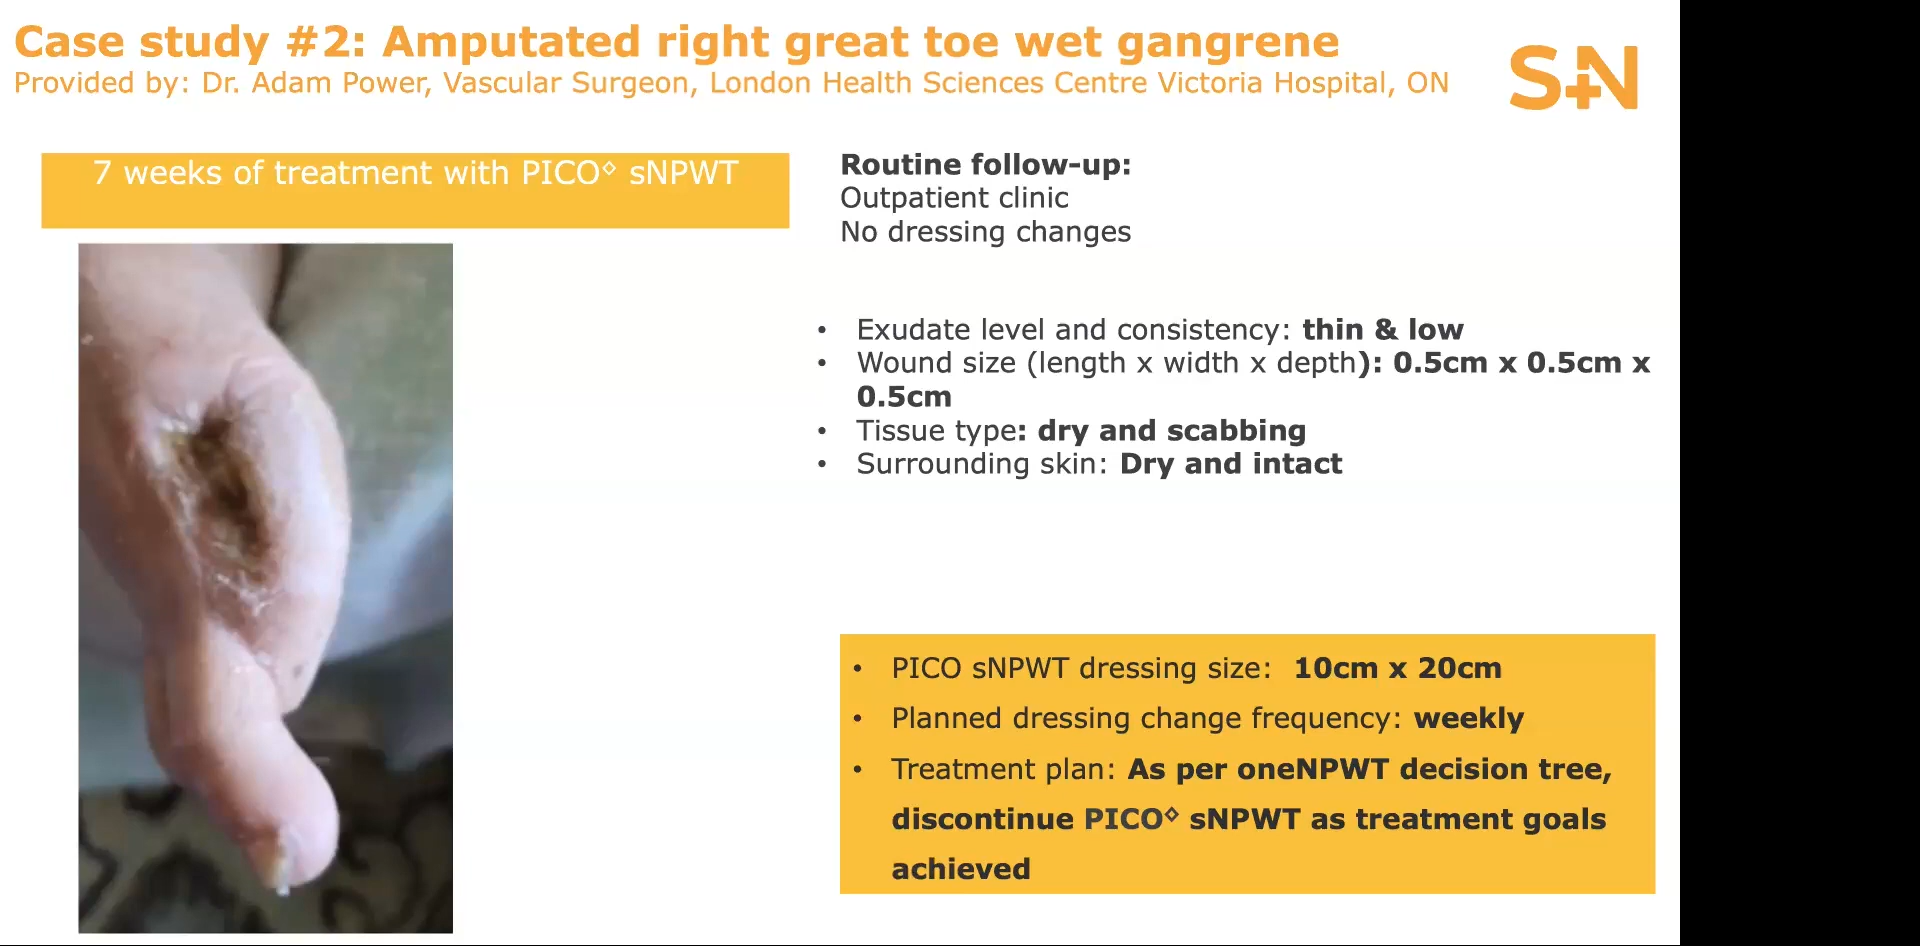 Case study #2: Amputated right great toe wet gangrene
Provided by: Dr. Adam Power, Vascular Surgeon, London Health Sciences Centre Victoria Hospital, ON
S+N
7 weeks of treatment with PICO◊ sNPWT
Routine follow-up:
Outpatient clinic
No dressing changes
• Exudate level and consistency: thin & low
• Wound size (length x width x depth): 0.5cm x 0.5cm x
0.5cm
• Tissue type: dry and scabbing
• Surrounding skin: Dry and intact
• PICO sNPWT dressing size: 10cm x 20cm
• Planned dressing change frequency: weekly
• Treatment plan: As per oneNPWT decision tree,
discontinue PICO◊ sNPWT as treatment goals
achieved